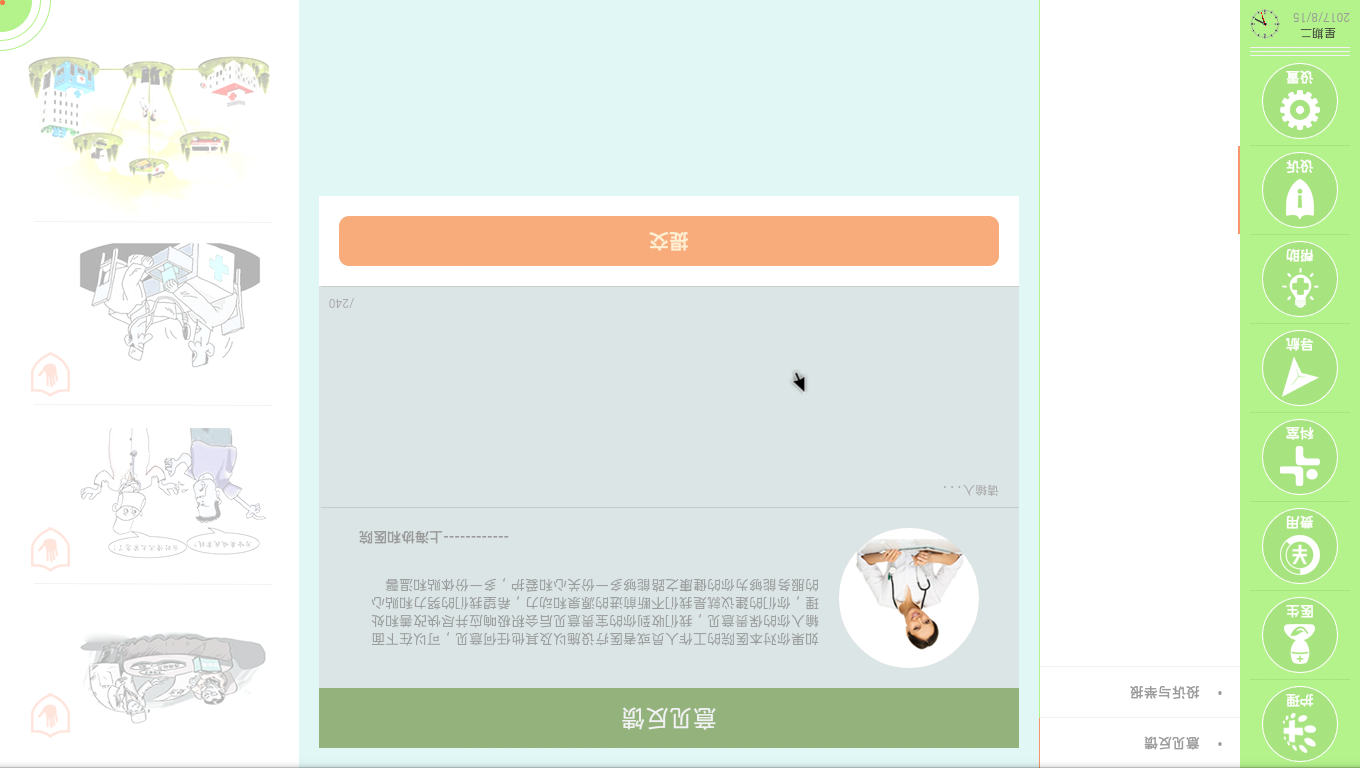 护理
医生
费用
科室
导航
帮助
投诉
设置
星期二
2017/8/15
• 意见反馈
• 投诉与举报
意见反馈
如果你对本医院的工作人员或者医疗设施以及其他任何意见，可以在下面
输入你的保贵意见，我们收到你的宝贵意见后会积极响应并尽快改善和处
理，你们的建议就是我们不断前进的源泉和动力，希望我们的努力和贴心
的服务能够为你的健康之路能够多一份关心和爱护，多一份体贴和温馨
------------上海协和医院
请输入...
/240
提交